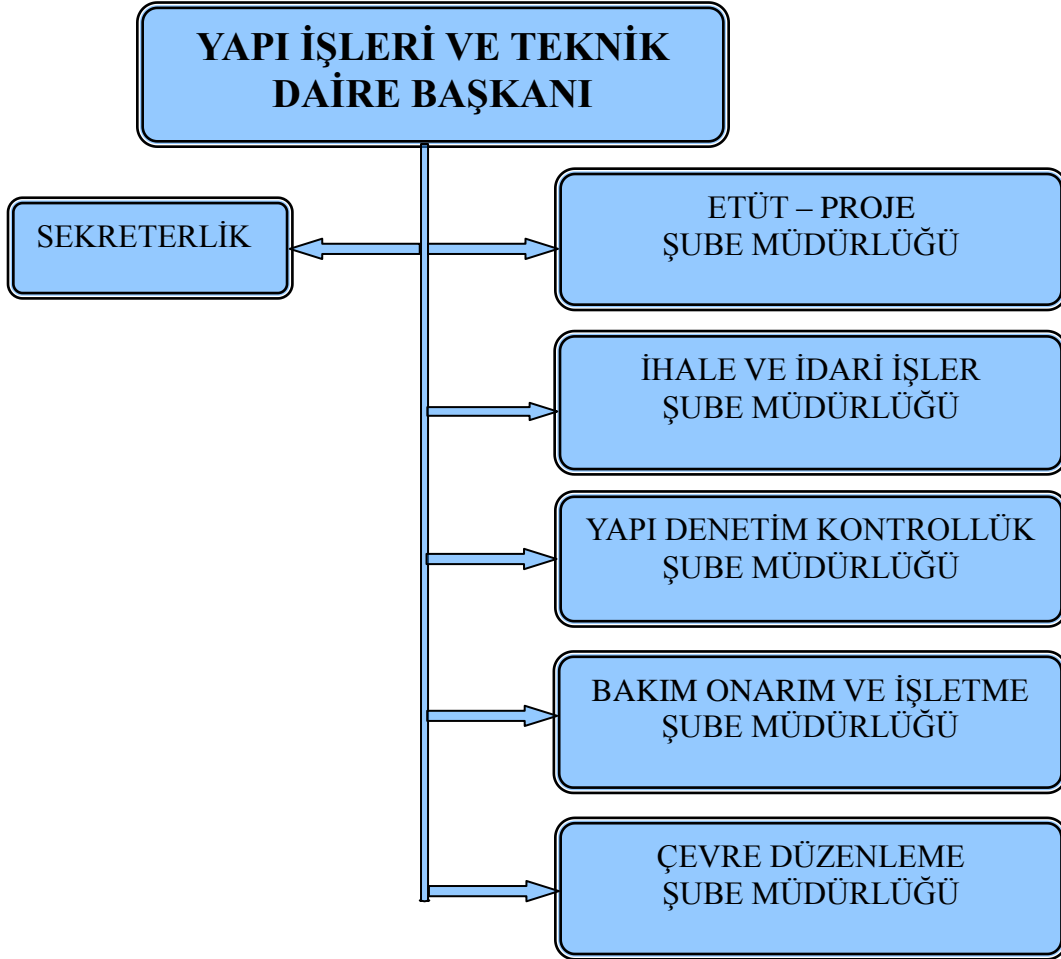 YAPI İŞLERİ VE TEKNİK
DAİRE BAŞKANI
SEKRETERLİK
ETÜT – PROJE
ŞUBE MÜDÜRLÜĞÜ
İHALE VE İDARİ İŞLER
ŞUBE MÜDÜRLÜĞÜ
YAPI DENETİM KONTROLLÜK
ŞUBE MÜDÜRLÜĞÜ
BAKIM ONARIM VE İŞLETME
ŞUBE MÜDÜRLÜĞÜ
ÇEVRE DÜZENLEME
ŞUBE MÜDÜRLÜĞÜ